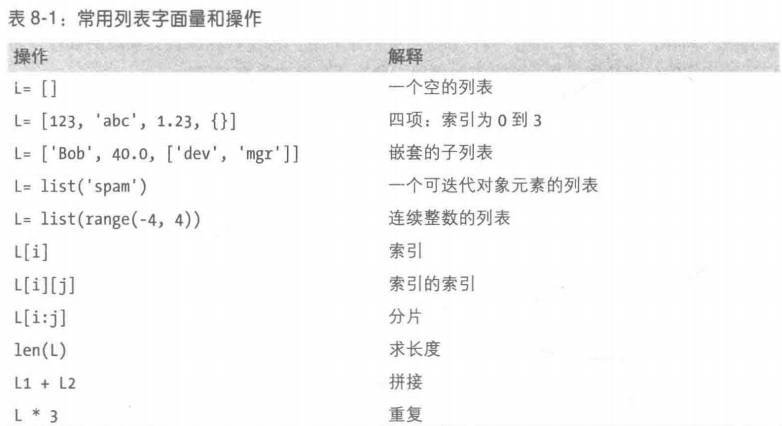 表 8-1：常用列表字面量和操作
操作 解释
L= [] 一个空的列表
L= [123, 'abc', 1.23, {}] 四项：索引为 0 到 3
L= ['Bob', 40.0, ['dev', 'mgr']] 嵌套的子列表
L= list('spam') 一个可迭代对象元素的列表
L= list(range(-4, 4)) 连续整数的列表
L[i] 索引
L[i][j] 索引的索引
L[i:j] 分片
len(L) 求长度
L1 + L2 拼接
L * 3 重复